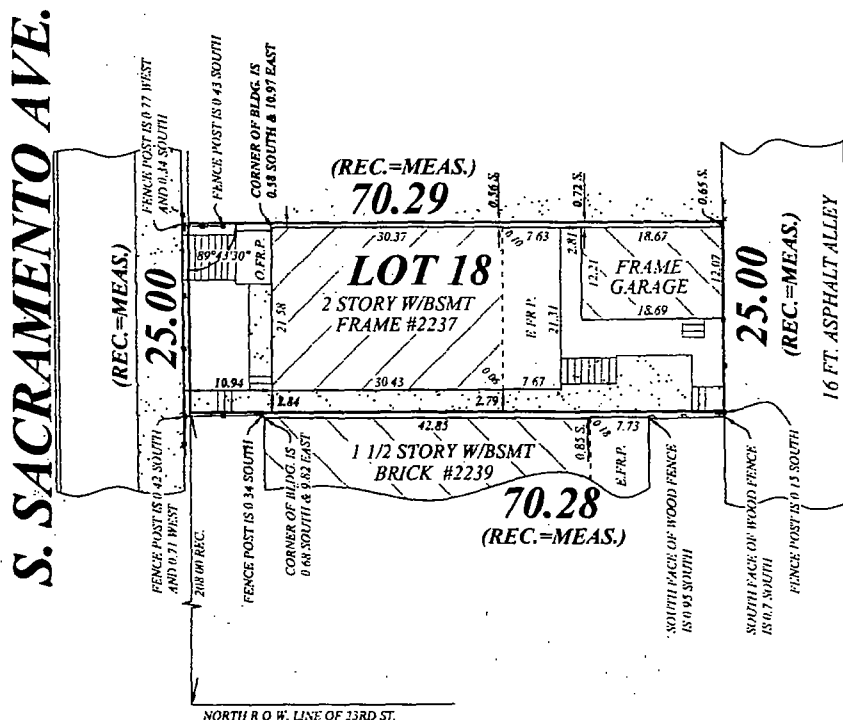 S. SACRAMENTO AVE.
(REC.=MEAS.)
25.00
FENCE POST IS 0.77 WEST
AND 0.34 SOUTH
FENCE POST IS 0.43 SOUTH
CORNER OF BLDG. IS
0.58 SOUTH & 10.97 EAST
(REC.=MEAS.)
70.29
0.56 S.
0.72 S.
0.65 S.
89°43'30"
O.FR.P.
30.37
0.10
7.63
2.81
18.67
LOT 18
2 STORY W/BSMT
FRAME #2237
21.58
E.FR.P.
21.31
12.21
FRAME
GARAGE
12.07
18.69
25.00
(REC.=MEAS.)
16 FT. ASPHALT ALLEY
10.94
30.43
0.06
7.67
2.84
2.79
42.85
0.85 S.
0.18
7.73
1 1/2 STORY W/BSMT
BRICK #2239
E.FR.P.
70.28
(REC.=MEAS.)
FENCE POST IS 0.42 SOUTH
AND 0.71 WEST
208.00 REC.
FENCE POST IS 0.34 SOUTH
CORNER OF BLDG. IS
0.68 SOUTH & 9.82 EAST
SOUTH FACE OF WOOD FENCE
IS 0.95 SOUTH
SOUTH FACE OF WOOD FENCE
IS 0.7 SOUTH
FENCE POST IS 0.15 SOUTH
NORTH R.O.W. LINE OF 23RD ST.